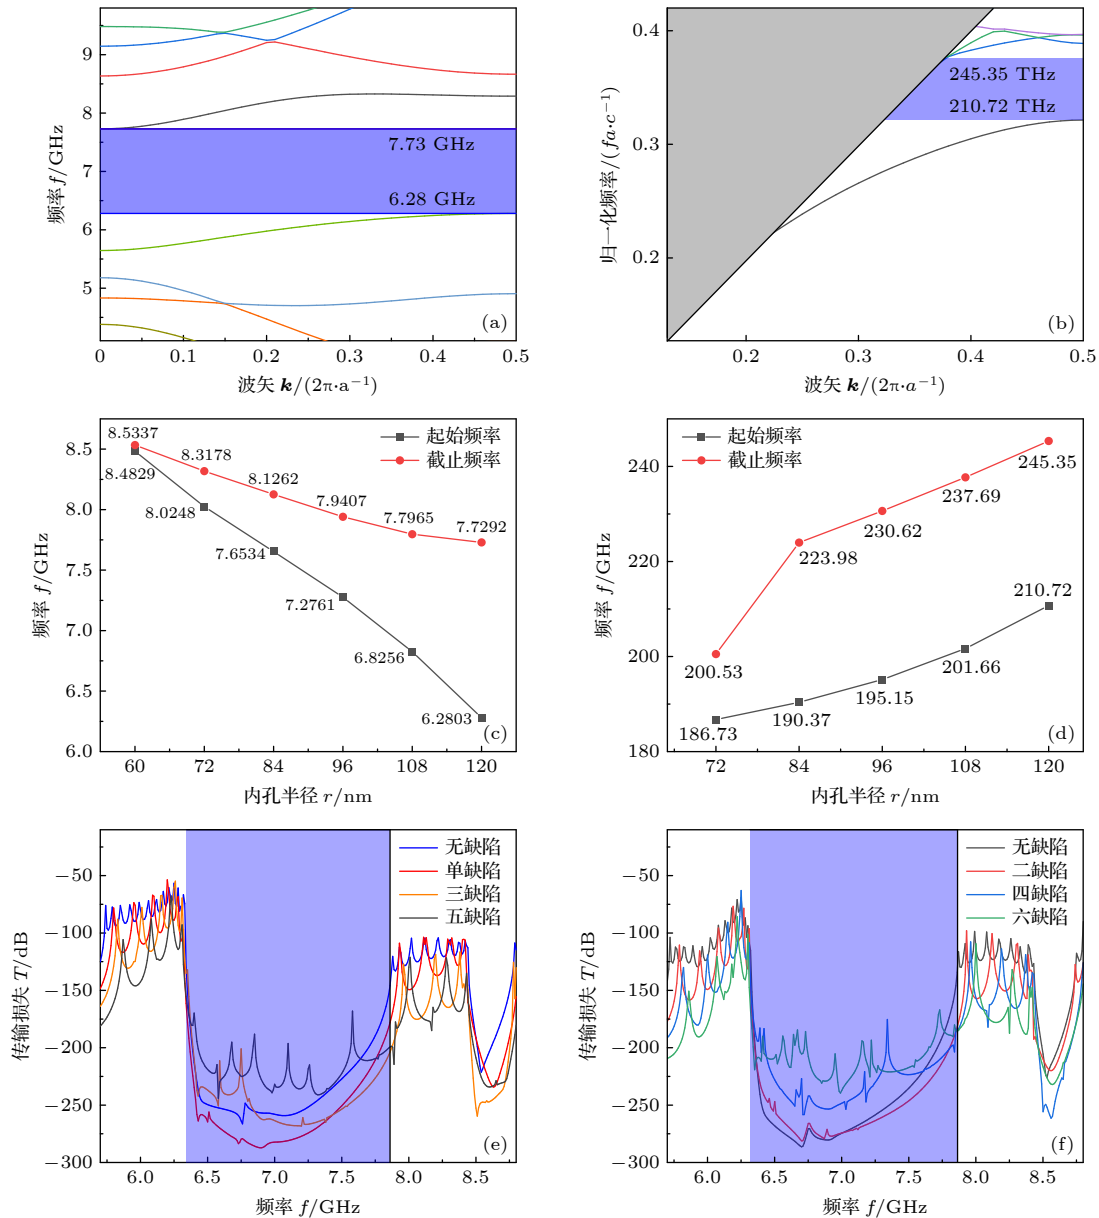 9
8
7
6
5
频率 f/GHz
7.73 GHz
6.28 GHz
(a)
0
0.1
0.2
0.3
0.4
0.5
波矢 k/(2π·a⁻¹)
0.4
0.3
0.2
归一化频率/(fa·c⁻¹)
245.35 THz
210.72 THz
(b)
0.2
0.3
0.4
0.5
波矢 k/(2π·a⁻¹)
8.5
8.0
7.5
7.0
6.5
6.0
频率 f/GHz
起始频率
截止频率
8.5337
8.4829
8.3178
8.0248
8.1262
7.6534
7.9407
7.2761
7.7965
6.8256
7.7292
6.2803
(c)
60
72
84
96
108
120
内孔半径 r/nm
240
220
200
180
频率 f/GHz
起始频率
截止频率
200.53
186.73
223.98
190.37
230.62
195.15
237.69
201.66
245.35
210.72
(d)
72
84
96
108
120
内孔半径 r/nm
−50
−100
−150
−200
−250
−300
传输损失 T/dB
无缺陷
单缺陷
三缺陷
五缺陷
(e)
6.0
6.5
7.0
7.5
8.0
8.5
频率 f/GHz
−50
−100
−150
−200
−250
−300
传输损失 T/dB
无缺陷
二缺陷
四缺陷
六缺陷
(f)
6.0
6.5
7.0
7.5
8.0
8.5
频率 f/GHz